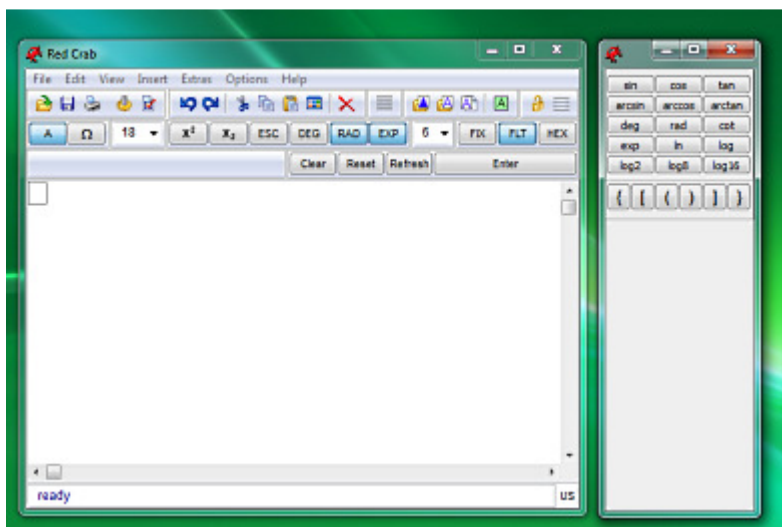 Red Crab
File Edit View Insert Extras Options Help
A Ω 18 X² X₂ ESC DEG RAD EXP 6 FIX FLT HEX
Clear Reset Refresh Enter
ready US
sin cos tan
arcsin arccos arctan
deg rad cot
exp ln log
log2 log8 log16
{ [ ( ) ] }